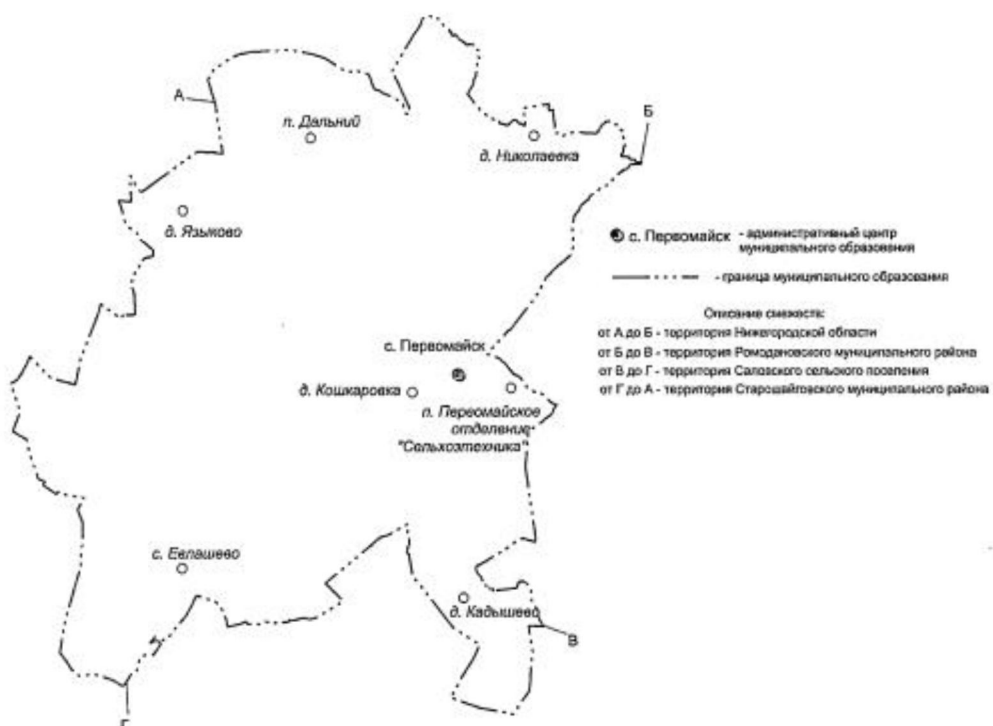 А
Б
п. Дальний
д. Николаевка
д. Языково
с. Первомайск - административный центр
муниципального образования
- граница муниципального образования
Описание смежеств:
от А до Б - территория Нижегородской области
от Б до В - территория Ромодановского муниципального района
от В до Г - территория Саловского сельского поселения
от Г до А - территория Старошайговского муниципального района
с. Первомайск
д. Кошкаровка
п. Первомайское
отделение
"Сельхозтехника"
с. Евлашево
д. Кадышево
В
Г